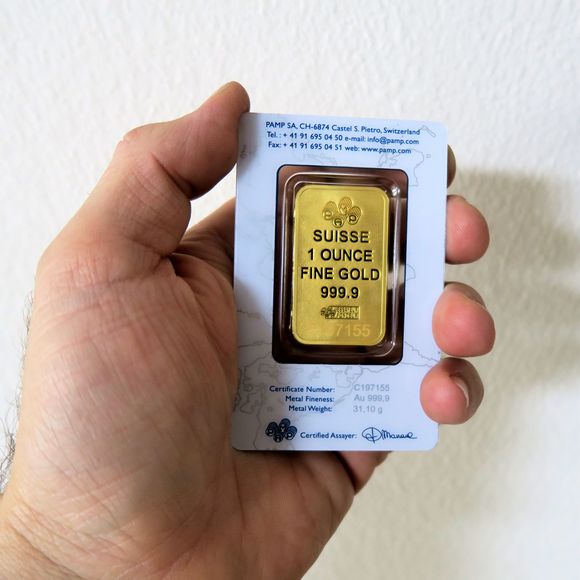 PAMP SA, CH-6874 Castel S. Pietro, Switzerland
Tel.: + 41 91 695 04 50 e-mail: info@pamp.com
Fax: + 41 91 695 04 51 web: www.pamp.com
SUISSE
1 OUNCE
FINE GOLD
999.9
197155
Certificate Number: C197155
Metal Fineness: Au 999,9
Metal Weight: 31,10 g
Certified Assayer: